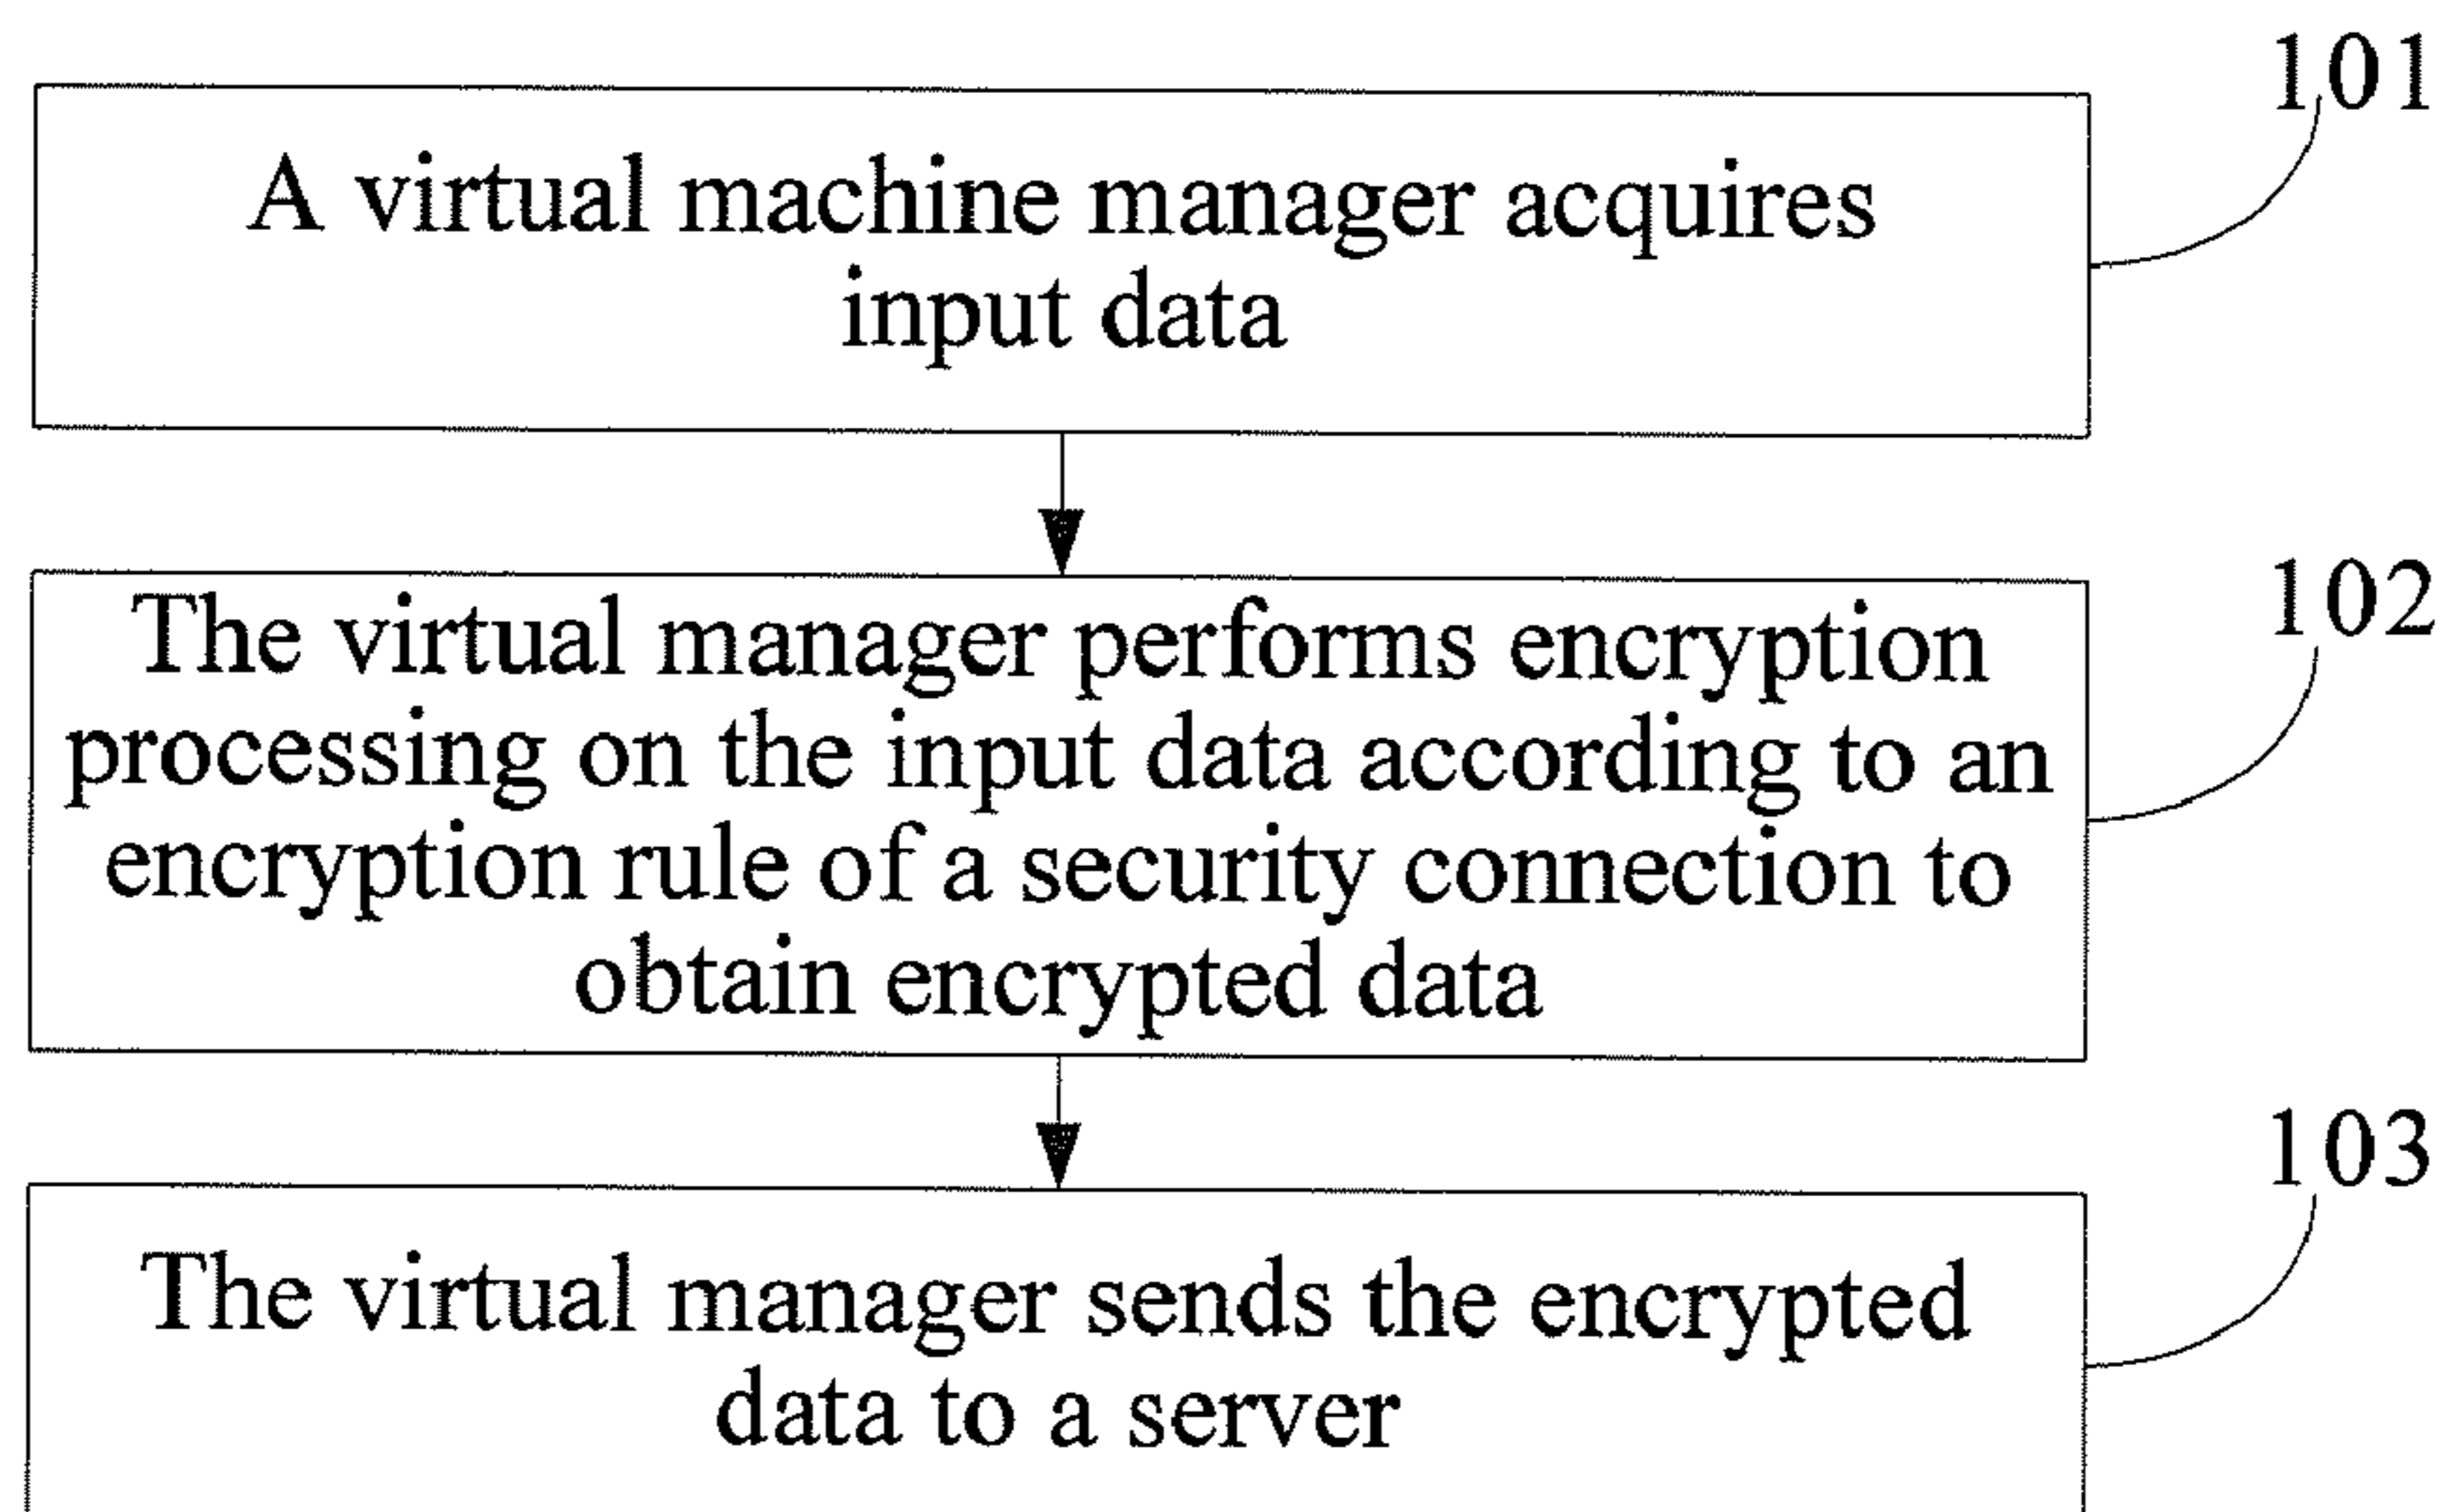 101
A virtual machine manager acquires
input data
102
The virtual manager performs encryption
processing on the input data according to an
encryption rule of a security connection to
obtain encrypted data
103
The virtual manager sends the encrypted
data to a server